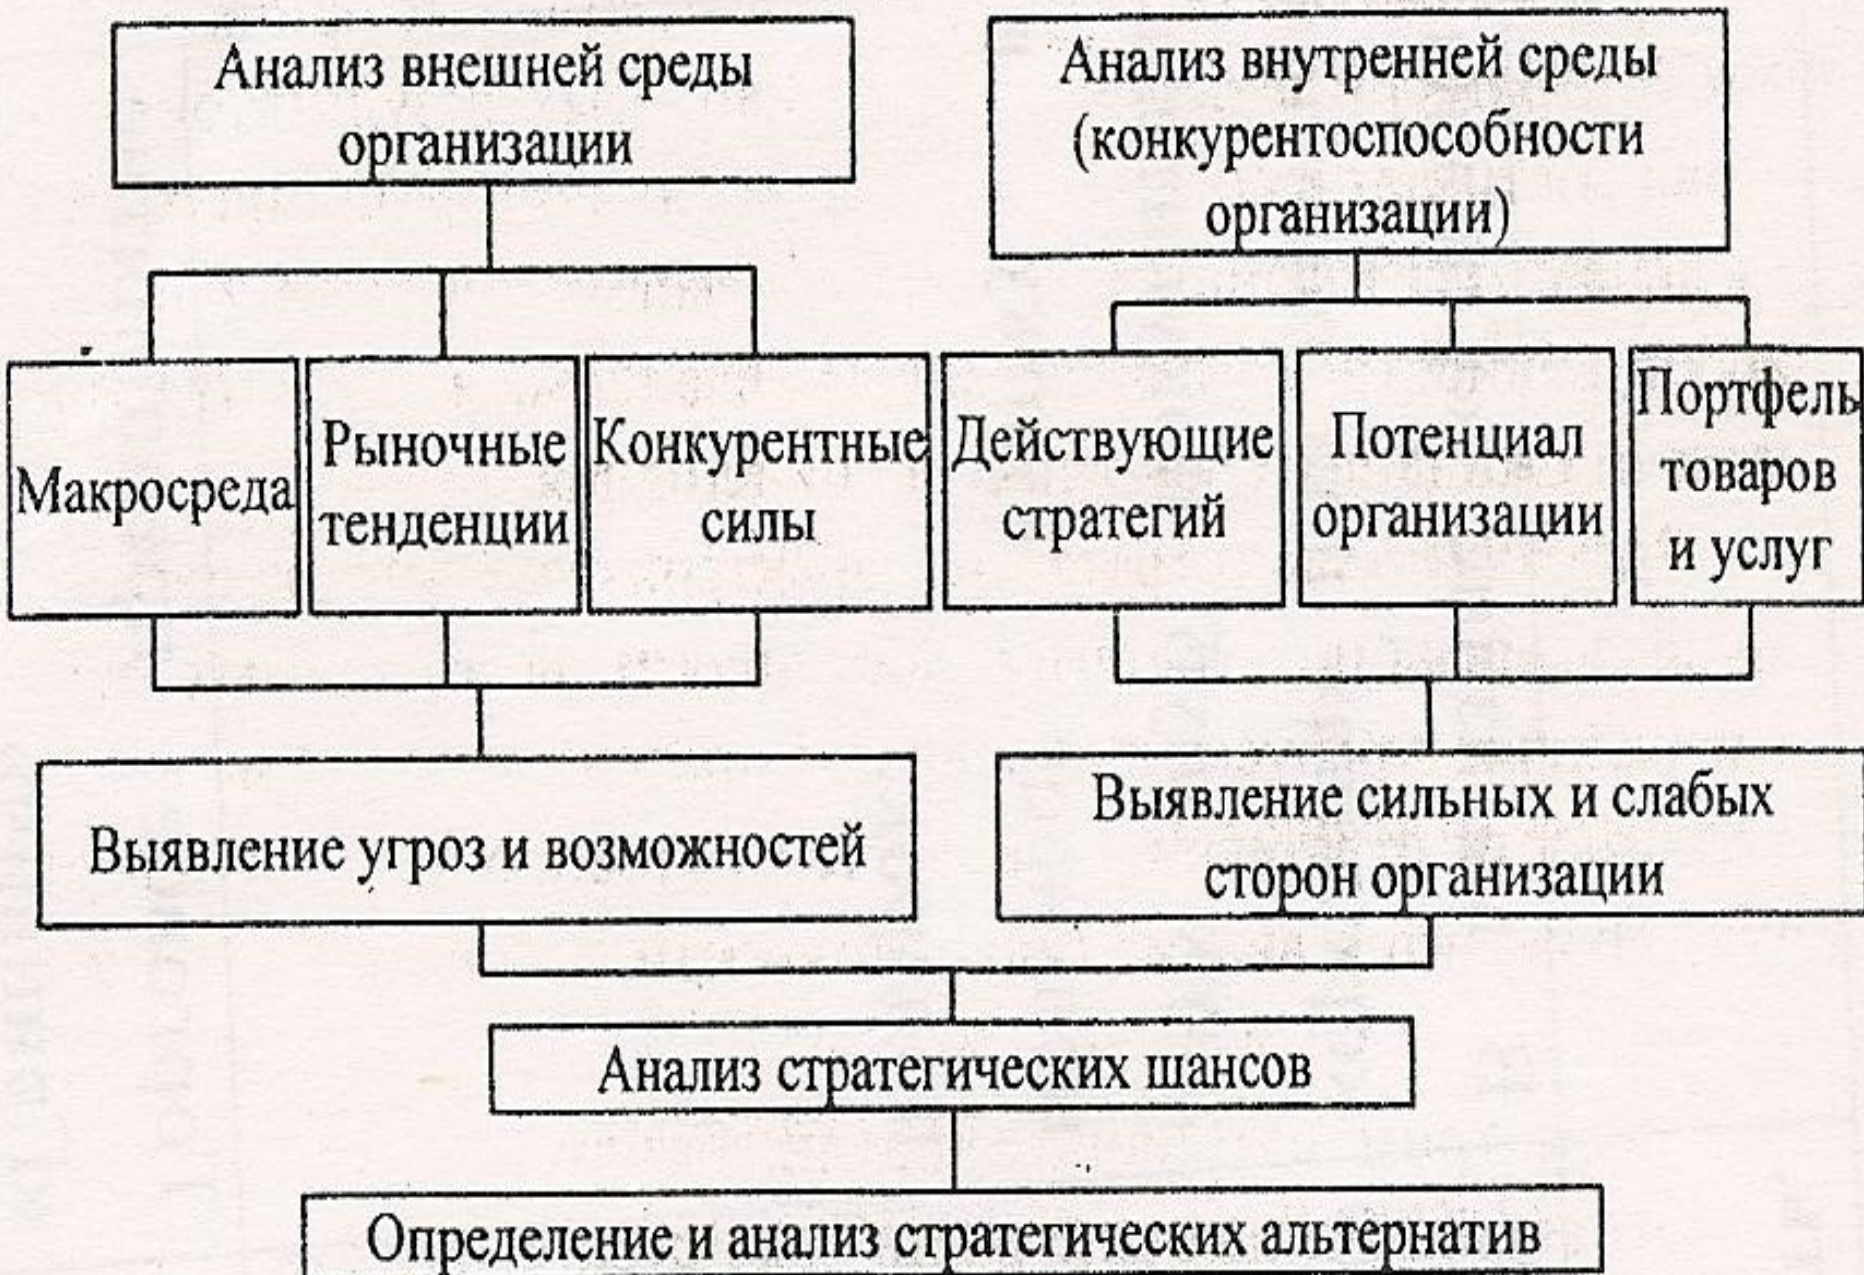 Анализ внешней среды
организации
Анализ внутренней среды
(конкурентоспособности
организации)
Макросреда
Рыночные
тенденции
Конкурентные
силы
Действующие
стратегий
Потенциал
организации
Портфель
товаров
и услуг
Выявление угроз и возможностей
Выявление сильных и слабых
сторон организации
Анализ стратегических шансов
Определение и анализ стратегических альтернатив